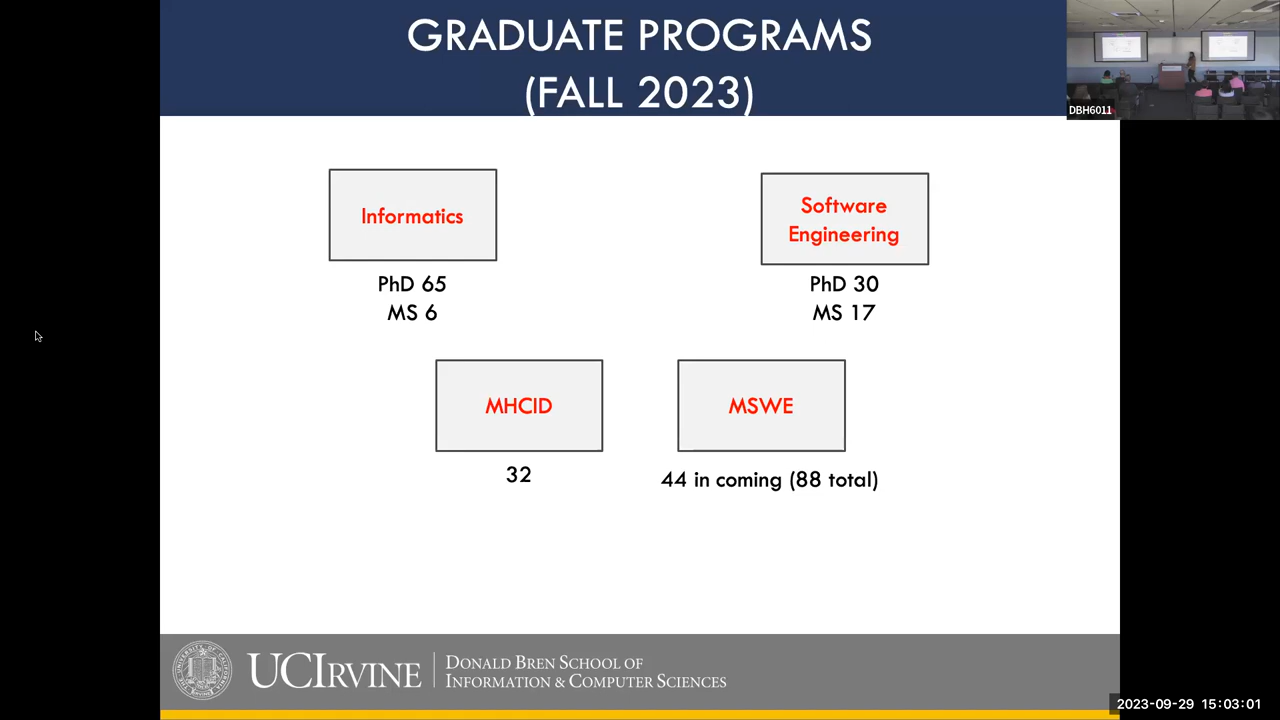 GRADUATE PROGRAMS
(FALL 2023)
DBH6011
Informatics
PhD 65
MS 6
Software
Engineering
PhD 30
MS 17
MHCID
32
MSWE
44 in coming (88 total)
UCIRVINE
DONALD BREN SCHOOL OF
INFORMATION & COMPUTER SCIENCES
2023-09-29 15:03:01